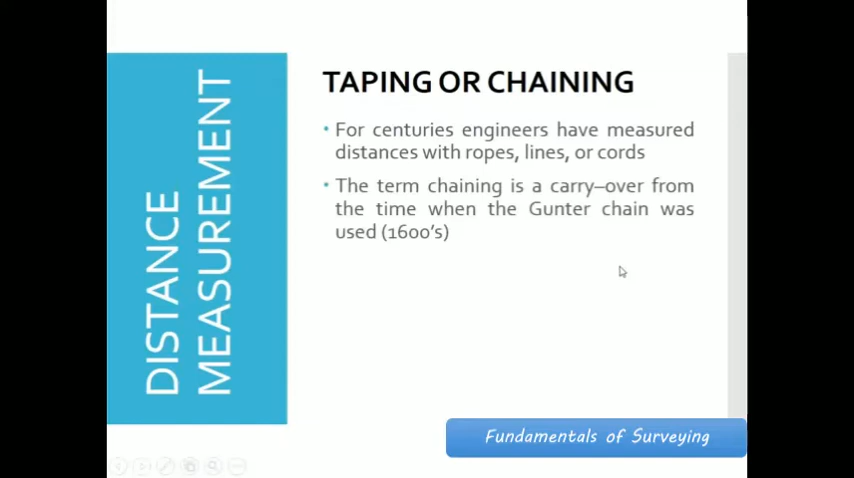 DISTANCE
MEASUREMENT
TAPING OR CHAINING
• For centuries engineers have measured
distances with ropes, lines, or cords
• The term chaining is a carry–over from
the time when the Gunter chain was
used (1600's)
Fundamentals of Surveying